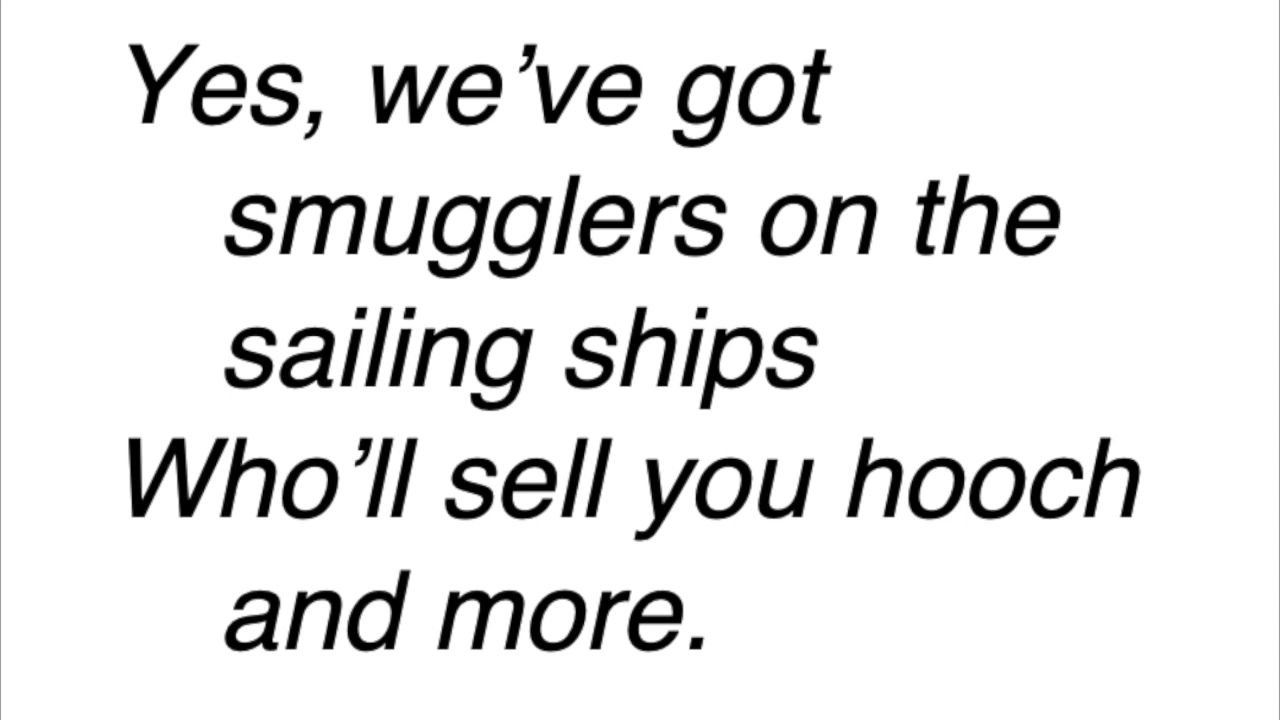 Yes, we’ve got
smugglers on the
sailing ships
Who’ll sell you hooch
and more.